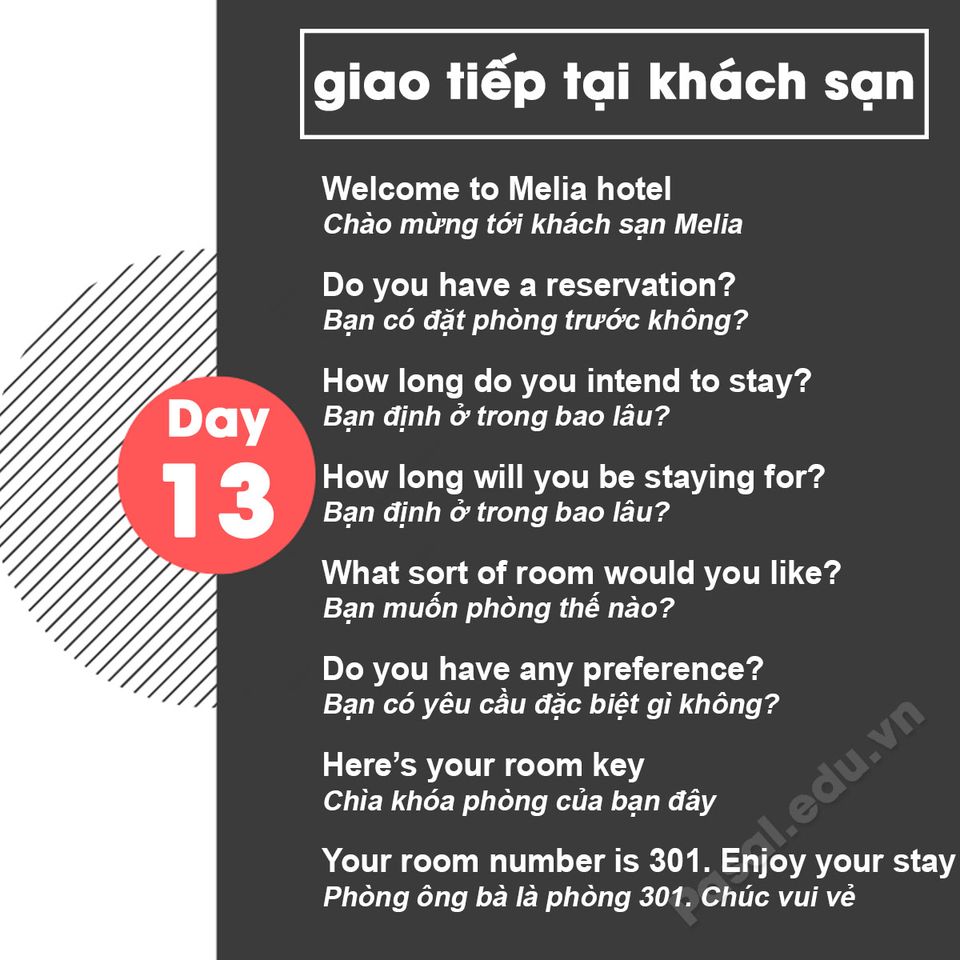 giao tiếp tại khách sạn
Welcome to Melia hotel
Chào mừng tới khách sạn Melia
Do you have a reservation?
Bạn có đặt phòng trước không?
How long do you intend to stay?
Bạn định ở trong bao lâu?
Day
13
How long will you be staying for?
Bạn định ở trong bao lâu?
What sort of room would you like?
Bạn muốn phòng thế nào?
Do you have any preference?
Bạn có yêu cầu đặc biệt gì không?
Here’s your room key
Chìa khóa phòng của bạn đây
Your room number is 301. Enjoy your stay
Phòng ông bà là phòng 301. Chúc vui vẻ
pasal.edu.vn